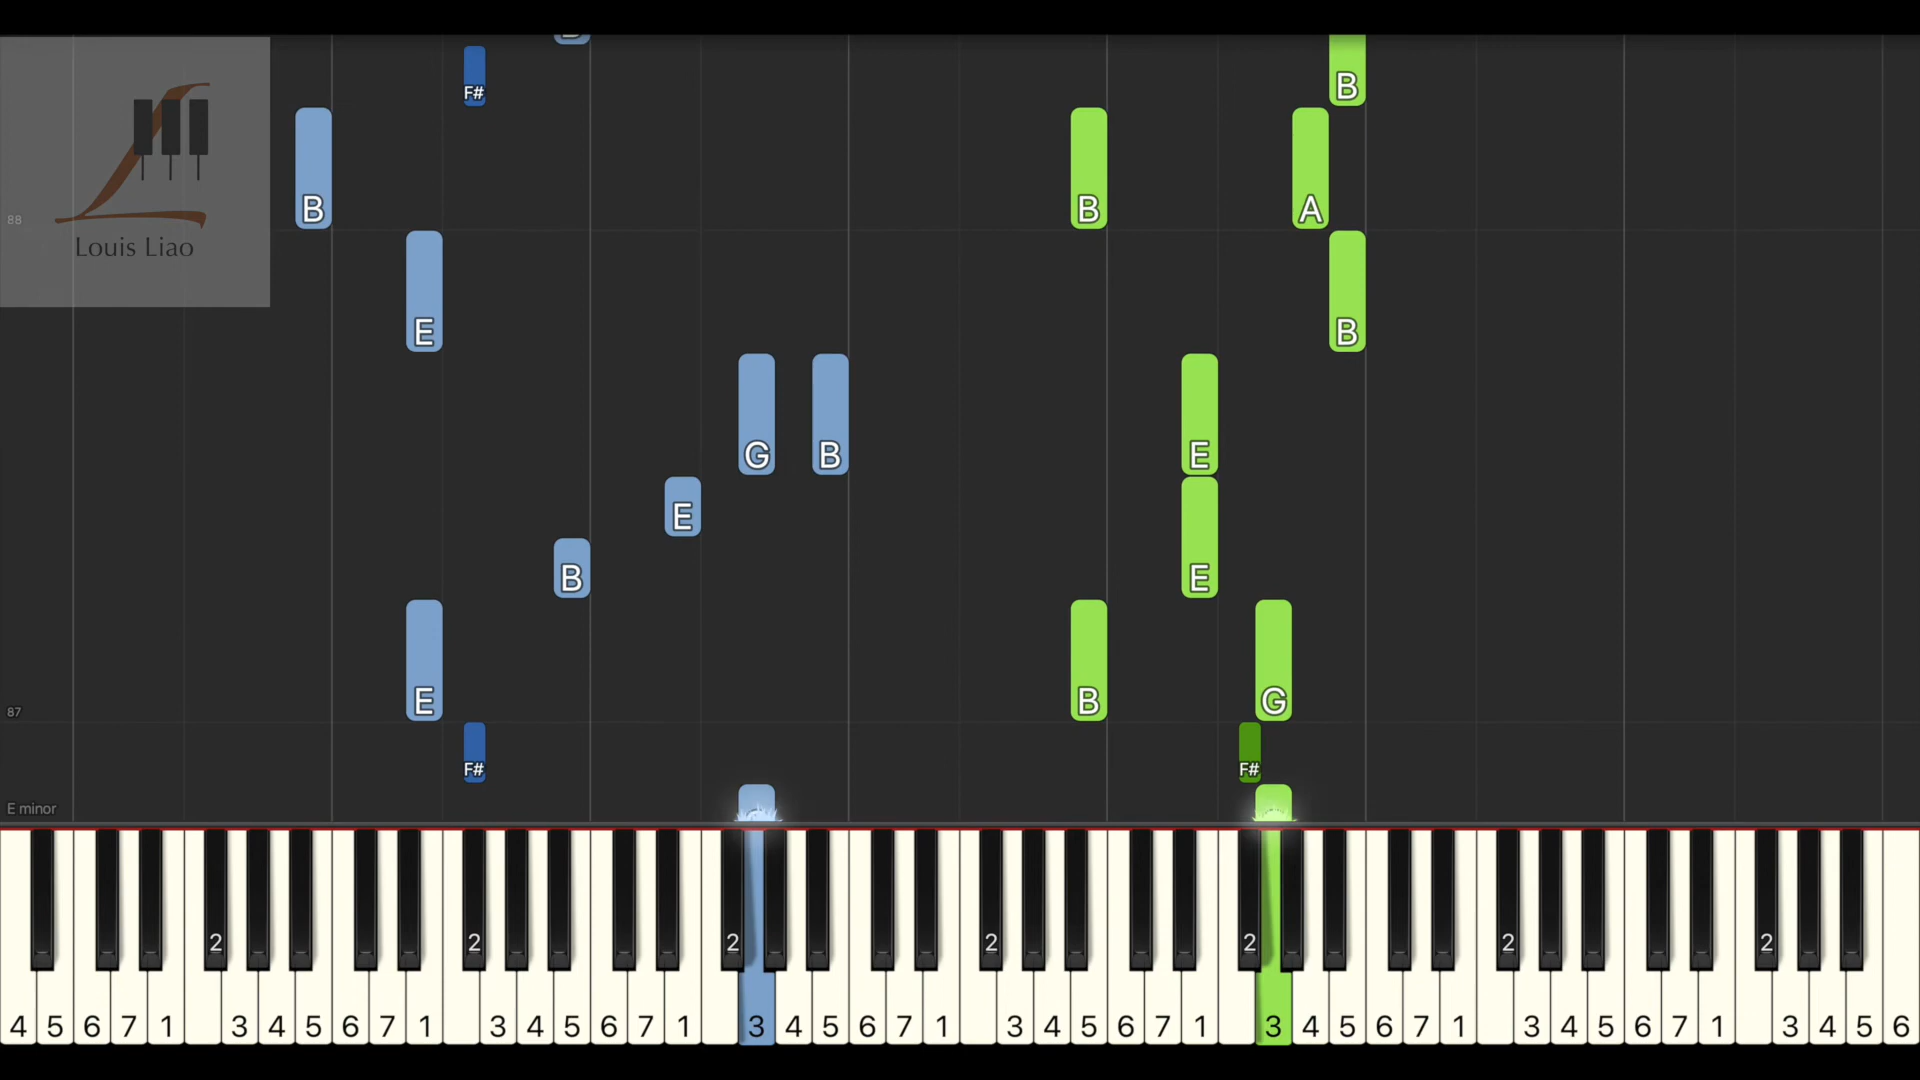 B
F#
B
B B A
88
Louis Liao
E B
G B E
E
B E
E B G
87
F# F#
E minor
2 2 2 2 2 2 2
4 5 6 7 1 3 4 5 6 7 1 3 4 5 6 7 1 3 4 5 6 7 1 3 4 5 6 7 1 3 4 5 6 7 1 3 4 5 6 7 1 3 4 5 6